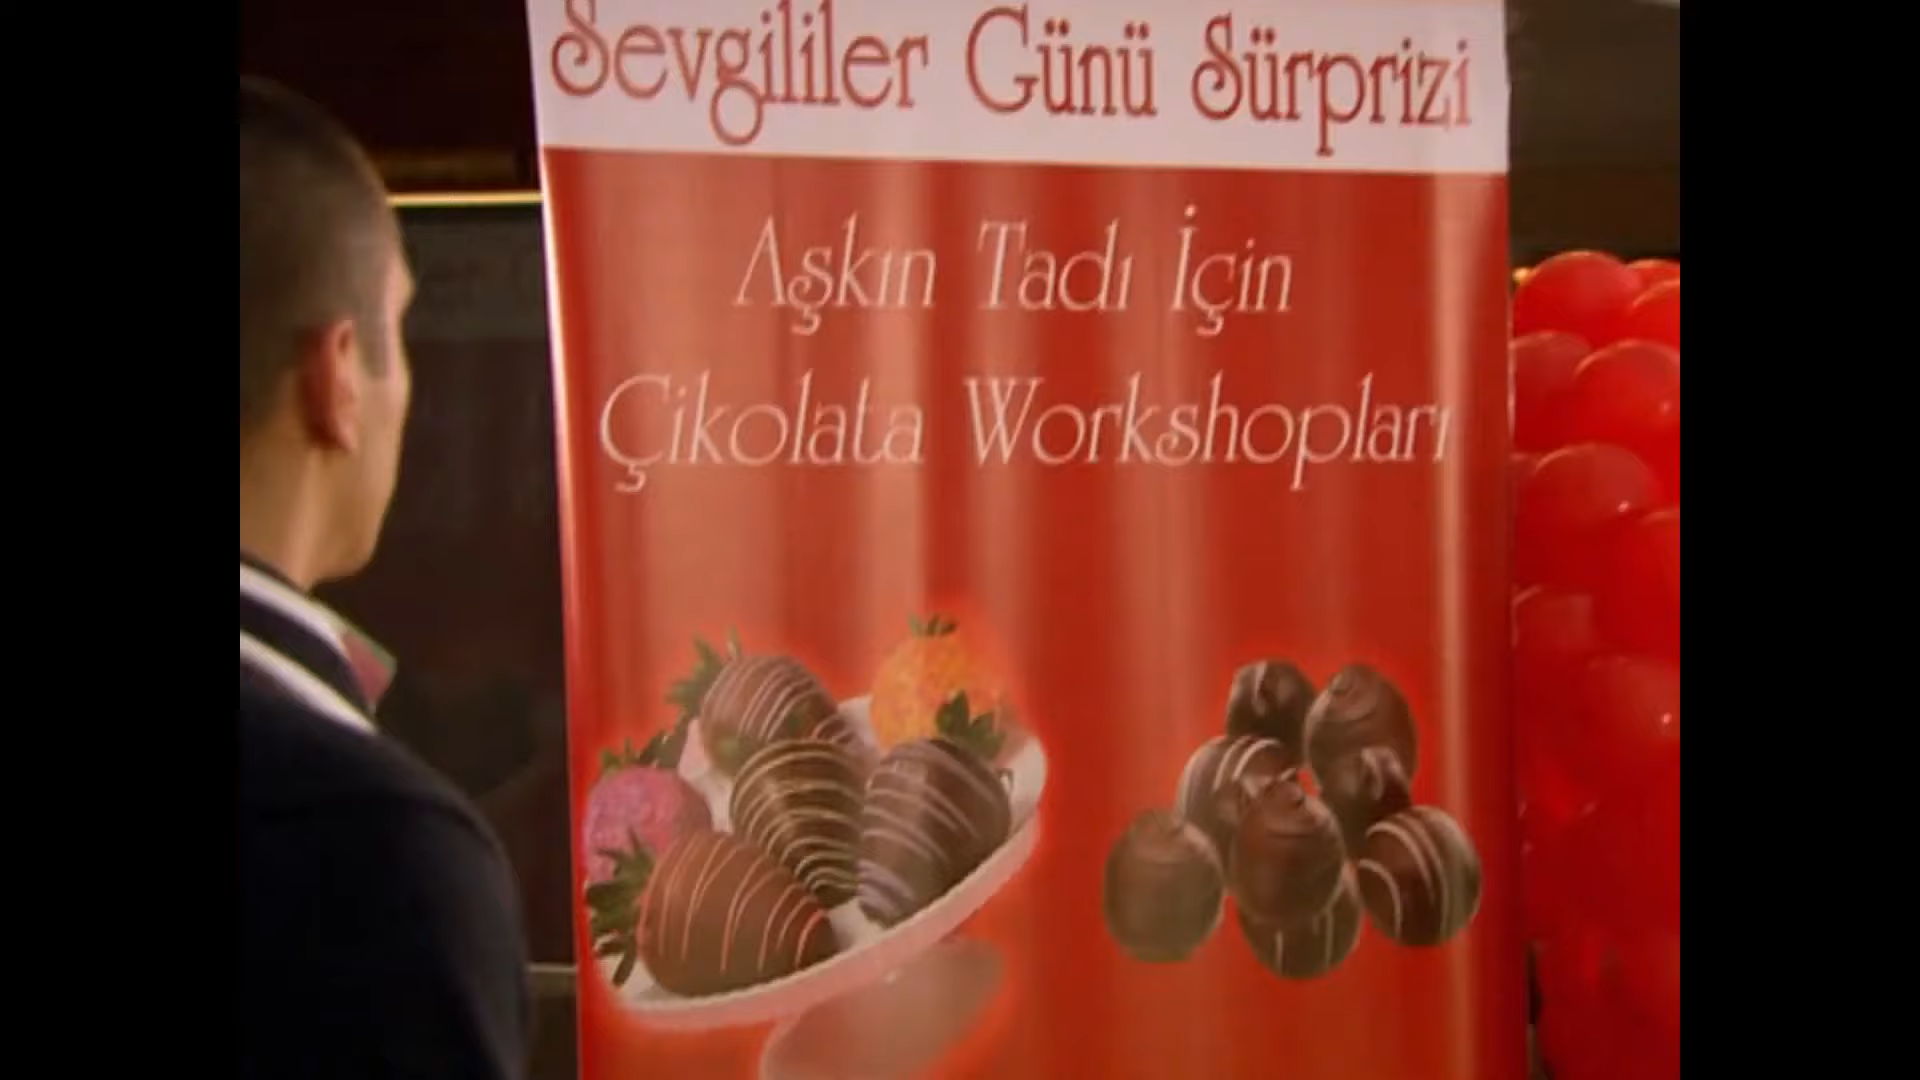 Sevgililer Günü Sürprizi
Aşkın Tadı İçin
Çikolata Workshopları